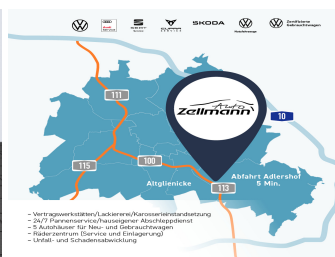 SEAT
CUPRA
SERVICE
SKODA
Nutzfahrzeuge
Zertifizierte
Gebrauchtwagen
111
Auto
Zellmann
10
115
100
Abfahrt Adlershof
5 Min.
Altglienicke
113
- Vertragswerkstätten/Lackiererei/Karosserieinstandsetzung
- 24/7 Pannenservice/hauseigener Abschleppdienst
- 5 Autohäuser für Neu- und Gebrauchtwagen
- Räderzentrum (Service und Einlagerung)
- Unfall- und Schadensabwicklung